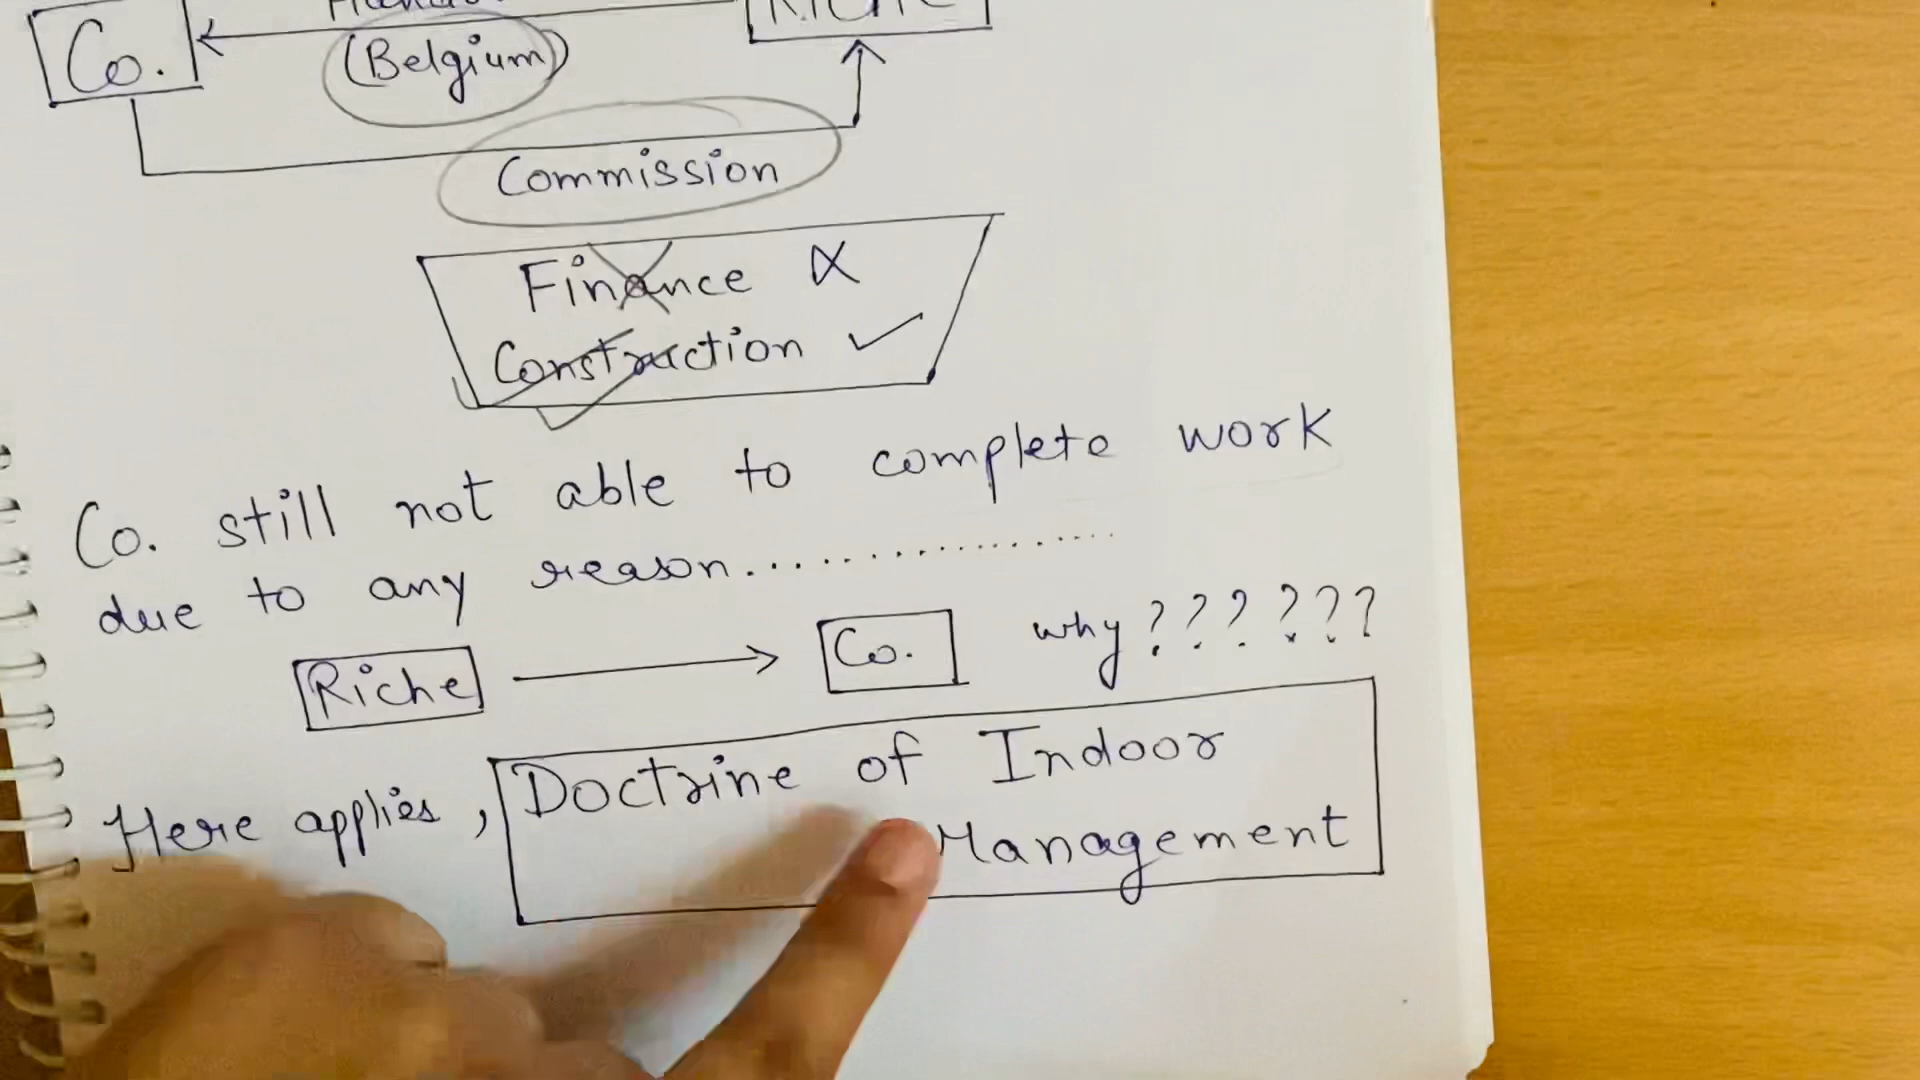 Co.
(Belgium)
Commission
Finance X
Construction ✓
Co. still not able to complete work
due to any reason..................
Riche → Co. why??????
Here applies, Doctrine of Indoor
Management